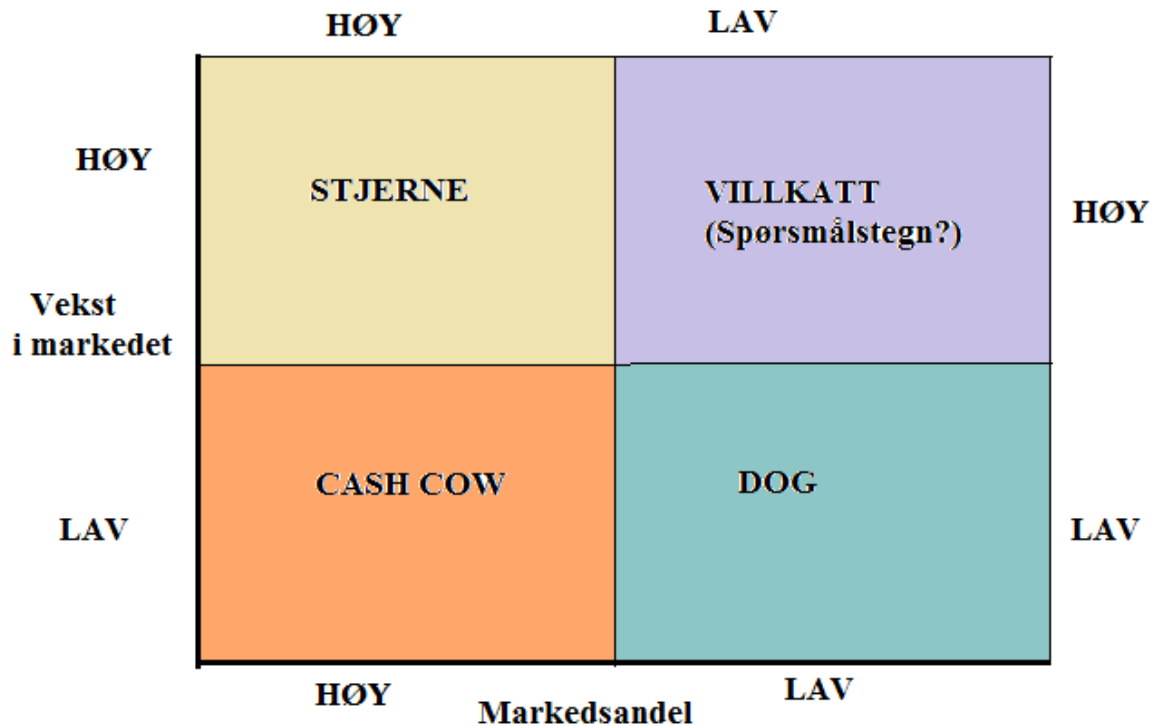 HØY
LAV
HØY
STJERNE
VILLKATT
(Spørsmålstegn?)
HØY
Vekst
i markedet
CASH COW
DOG
LAV
LAV
HØY
LAV
Markedsandel